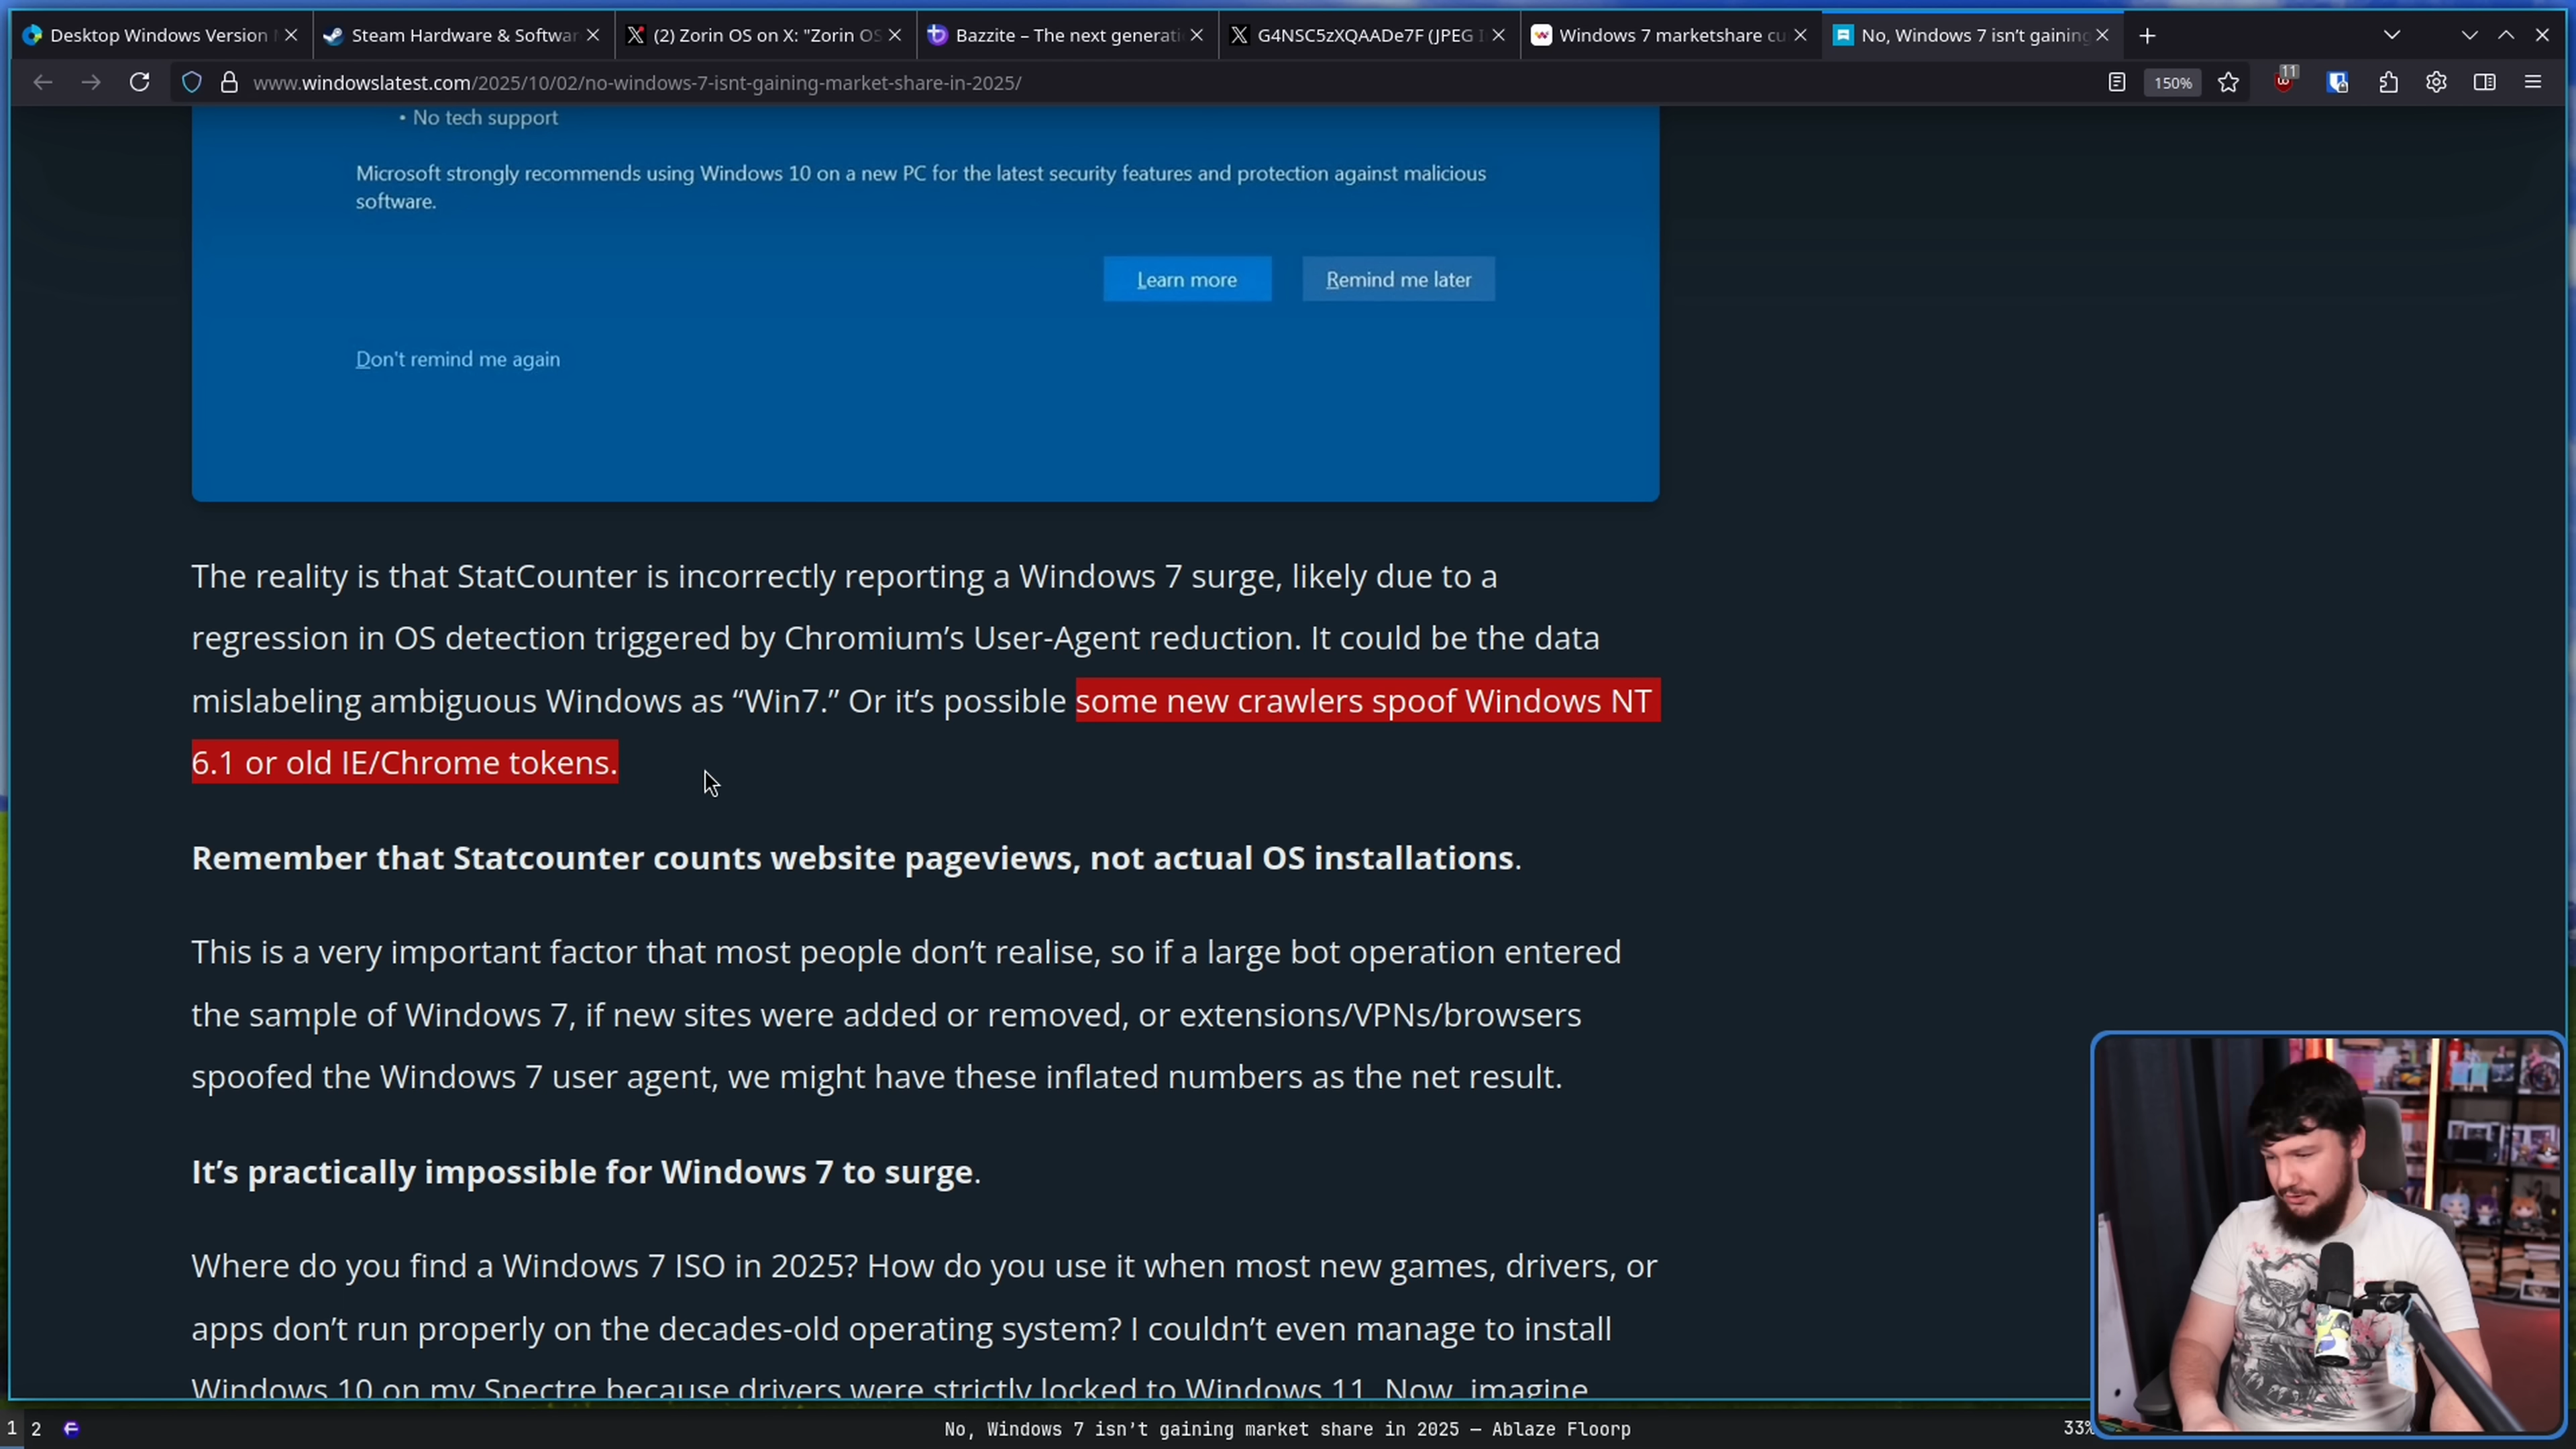 Desktop Windows Version
Steam Hardware & Softwar
(2) Zorin OS on X: "Zorin OS
Bazzite – The next generati
G4NSC5zXQAADe7F (JPEG I
Windows 7 marketshare cu
No, Windows 7 isn't gaining
www.windowslatest.com/2025/10/02/no-windows-7-isnt-gaining-market-share-in-2025/
150%
11
• No tech support
Microsoft strongly recommends using Windows 10 on a new PC for the latest security features and protection against malicious
software.
Learn more
Remind me later
Don't remind me again
The reality is that StatCounter is incorrectly reporting a Windows 7 surge, likely due to a
regression in OS detection triggered by Chromium’s User-Agent reduction. It could be the data
mislabeling ambiguous Windows as “Win7.” Or it’s possible some new crawlers spoof Windows NT
6.1 or old IE/Chrome tokens.
Remember that Statcounter counts website pageviews, not actual OS installations.
This is a very important factor that most people don’t realise, so if a large bot operation entered
the sample of Windows 7, if new sites were added or removed, or extensions/VPNs/browsers
spoofed the Windows 7 user agent, we might have these inflated numbers as the net result.
It’s practically impossible for Windows 7 to surge.
Where do you find a Windows 7 ISO in 2025? How do you use it when most new games, drivers, or
apps don’t run properly on the decades-old operating system? I couldn’t even manage to install
Windows 10 on my Spectre because drivers were strictly locked to Windows 11. Now, imagine
1 2
No, Windows 7 isn’t gaining market share in 2025 — Ablaze Floorp
33%